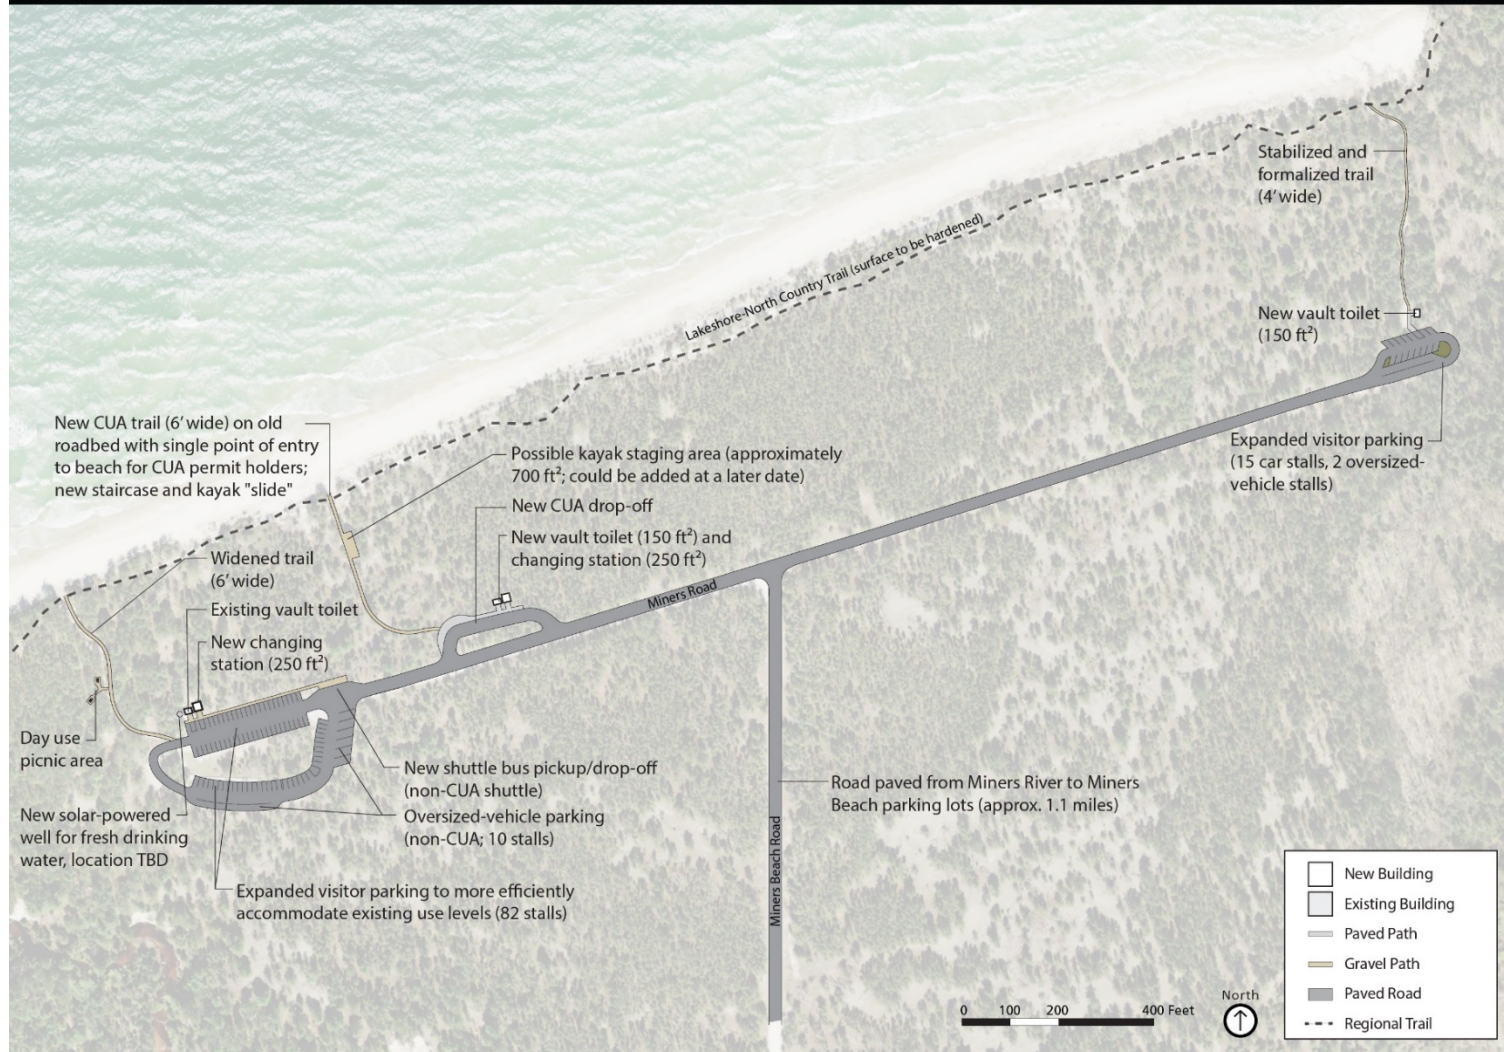 Stabilized and
formalized trail
(4' wide)
Lakeshore-North Country Trail (surface to be hardened)
New vault toilet
(150 ft²)
New CUA trail (6' wide) on old
roadbed with single point of entry
to beach for CUA permit holders;
new staircase and kayak "slide"
Possible kayak staging area (approximately
700 ft²; could be added at a later date)
Expanded visitor parking
(15 car stalls, 2 oversized-
vehicle stalls)
New CUA drop-off
New vault toilet (150 ft²) and
changing station (250 ft²)
Widened trail
(6' wide)
Miners Road
Existing vault toilet
New changing
station (250 ft²)
Day use
picnic area
New shuttle bus pickup/drop-off
(non-CUA shuttle)
Road paved from Miners River to Miners
Beach parking lots (approx. 1.1 miles)
New solar-powered
well for fresh drinking
water, location TBD
Oversized-vehicle parking
(non-CUA; 10 stalls)
Miners Beach Road
Expanded visitor parking to more efficiently
accommodate existing use levels (82 stalls)
New Building
Existing Building
Paved Path
Gravel Path
Paved Road
Regional Trail
North
0 100 200 400 Feet